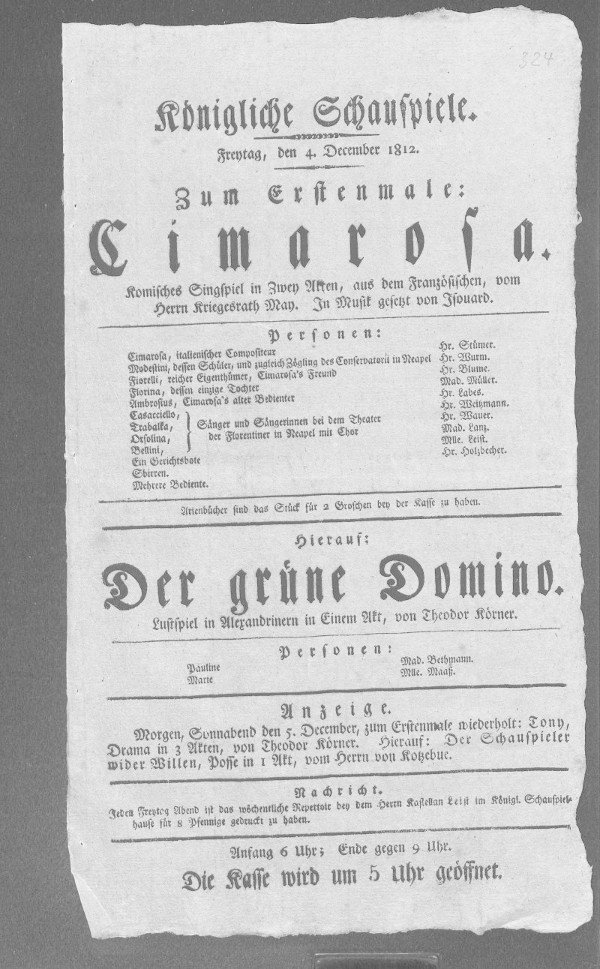 324
Königliche Schauspiele.
Freytag, den 4. December 1812.
Zum Erstenmale:
Cimarosa.
Komisches Singspiel in Zwey Akten, aus dem Französischen, vom
Herrn Kriegesrath May. In Musik gesetzt von Isouard.
Personen:
Cimarosa, italienischer Compositeur Hr. Stümer.
Modestini, dessen Schüler, und zugleich Zögling des Conservatorii in Neapel Hr. Wurm.
Fiorelli, reicher Eigenthümer, Cimarosa's Freund Hr. Blume.
Florina, dessen einzige Tochter Mad. Müller.
Ambrosius, Cimarosa's alter Bedienter Hr. Labes.
Casacciello, Hr. Weitzmann.
Trabalka, Sänger und Sängerinnen bei dem Theater Hr. Wauer.
Orsolina, der Florentiner in Neapel mit Chor Mad. Lanz.
Bellini, Mlle. Leist.
Ein Gerichtsbote Hr. Holzbecher.
Sbirren.
Mehrere Bediente.
Arienbücher sind das Stück für 2 Groschen bey der Kasse zu haben.
Hierauf:
Der grüne Domino.
Lustspiel in Alexandrinern in Einem Akt, von Theodor Körner.
Personen:
Pauline Mad. Bethmann.
Marie Mlle. Maaß.
Anzeige.
Morgen, Sonnabend den 5. December, zum Erstenmale wiederholt: Tony,
Drama in 3 Akten, von Theodor Körner. Hierauf: Der Schauspieler
wider Willen, Posse in 1 Akt, vom Herrn von Kotzebue.
Nachricht.
Jeden Freytag Abend ist das wöchentliche Repertoir bey dem Herrn Kastellan Leist im Königl. Schauspiel-
hause für 8 Pfennige gedruckt zu haben.
Anfang 6 Uhr; Ende gegen 9 Uhr.
Die Kasse wird um 5 Uhr geöffnet.